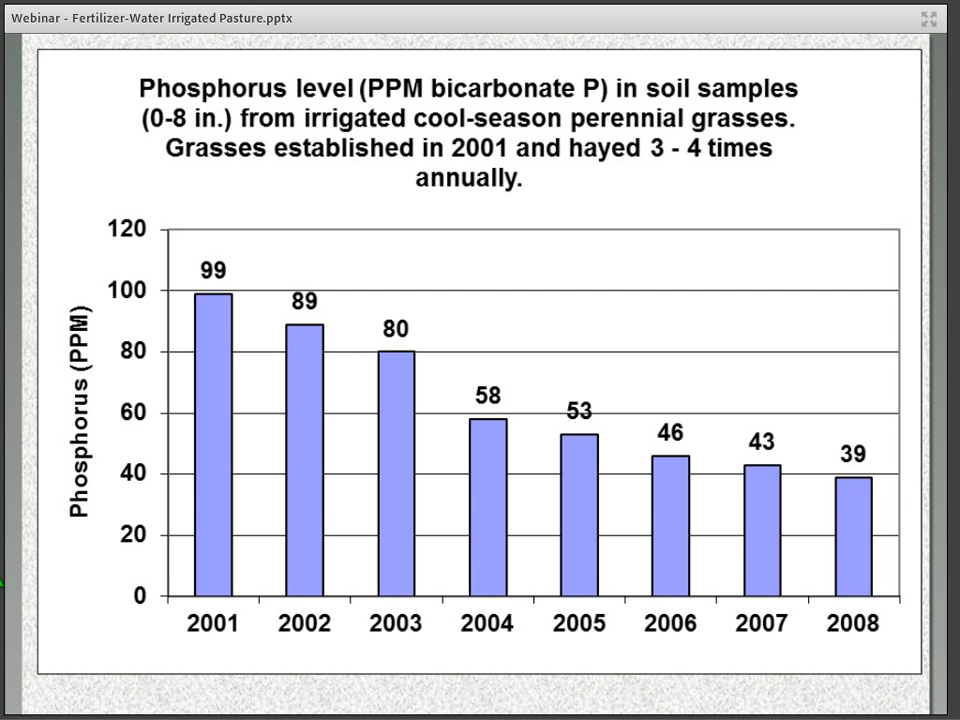 Webinar - Fertilizer-Water Irrigated Pasture.pptx
Phosphorus level (PPM bicarbonate P) in soil samples
(0-8 in.) from irrigated cool-season perennial grasses.
Grasses established in 2001 and hayed 3 - 4 times
annually.
Phosphorus (PPM)
120
100
80
60
40
20
0
99
89
80
58
53
46
43
39
2001 2002 2003 2004 2005 2006 2007 2008